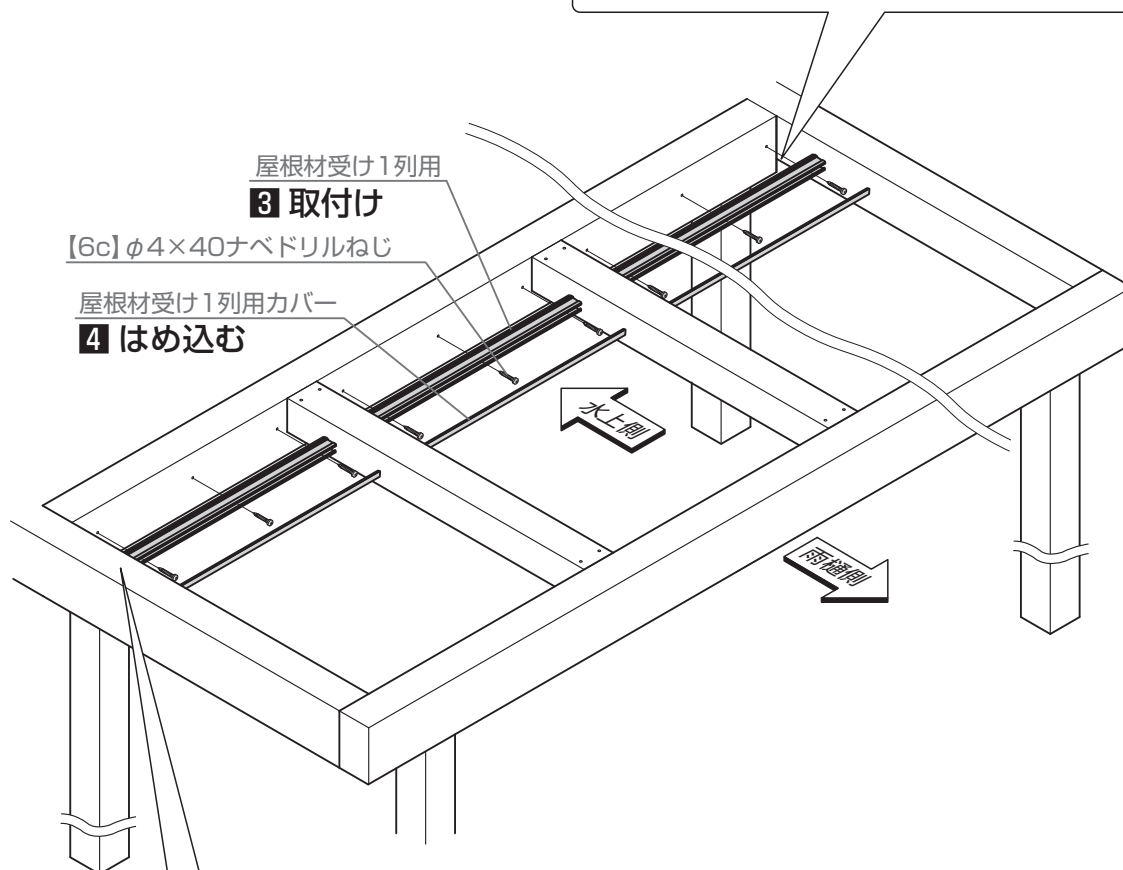 屋根材受け1列用
3 取付け
【6c】φ4×40ナベドリルねじ
屋根材受け1列用カバー
4 はめ込む
水上側
雨樋側